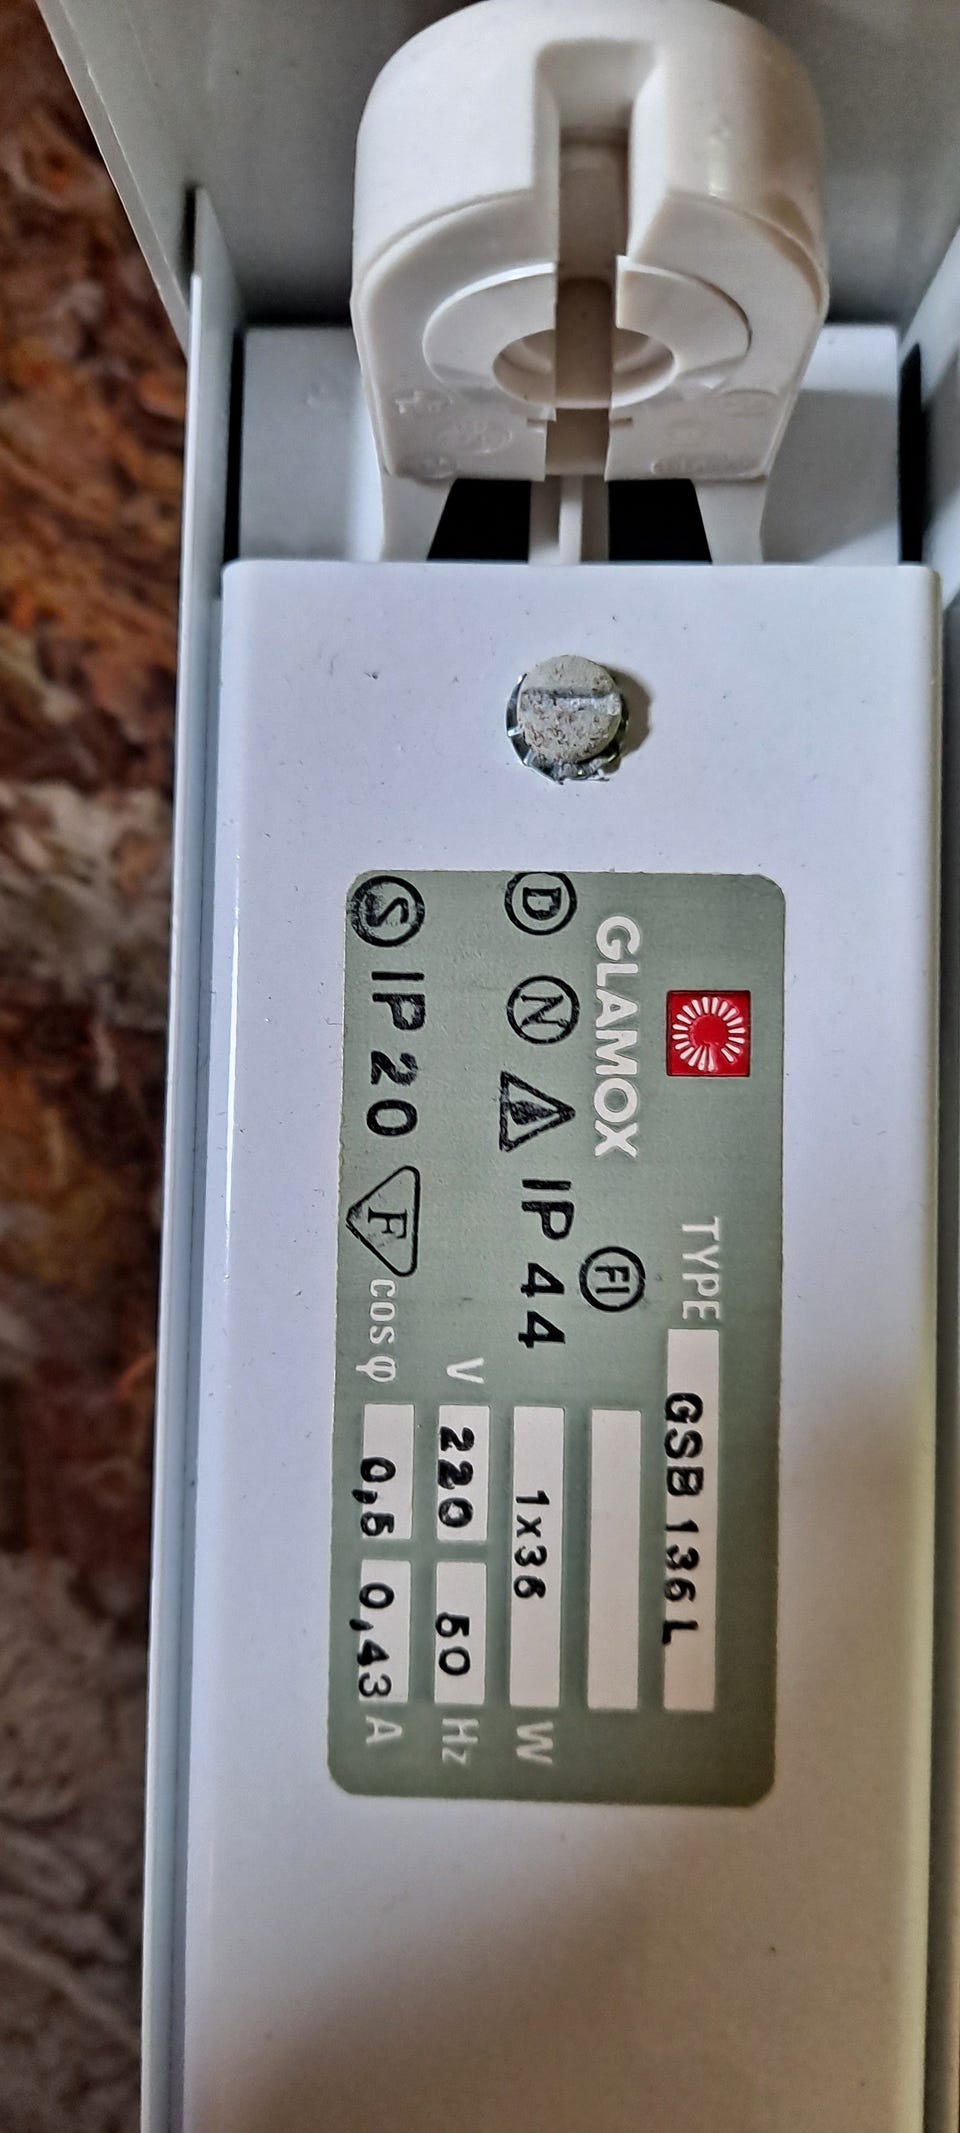 GLAMOX
TYPE GSB 136 L
FI
D N IP 44
1x36 W
V 220 50 Hz
S IP 20 F
cos φ 0,5 0,43 A